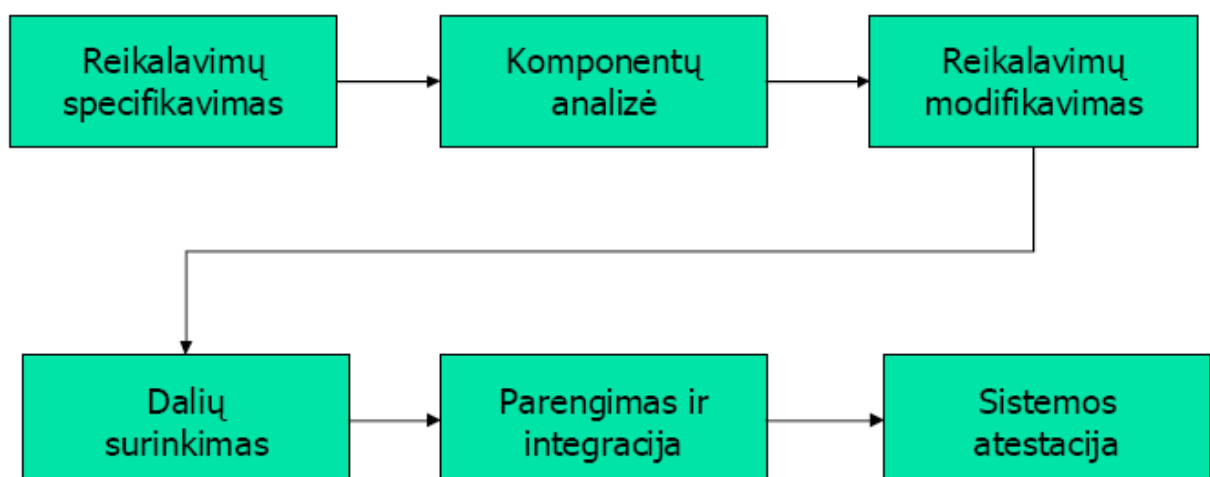 Reikalavimų
specifikavimas
Komponentų
analizė
Reikalavimų
modifikavimas
Dalių
surinkimas
Parengimas ir
integracija
Sistemos
atestacija